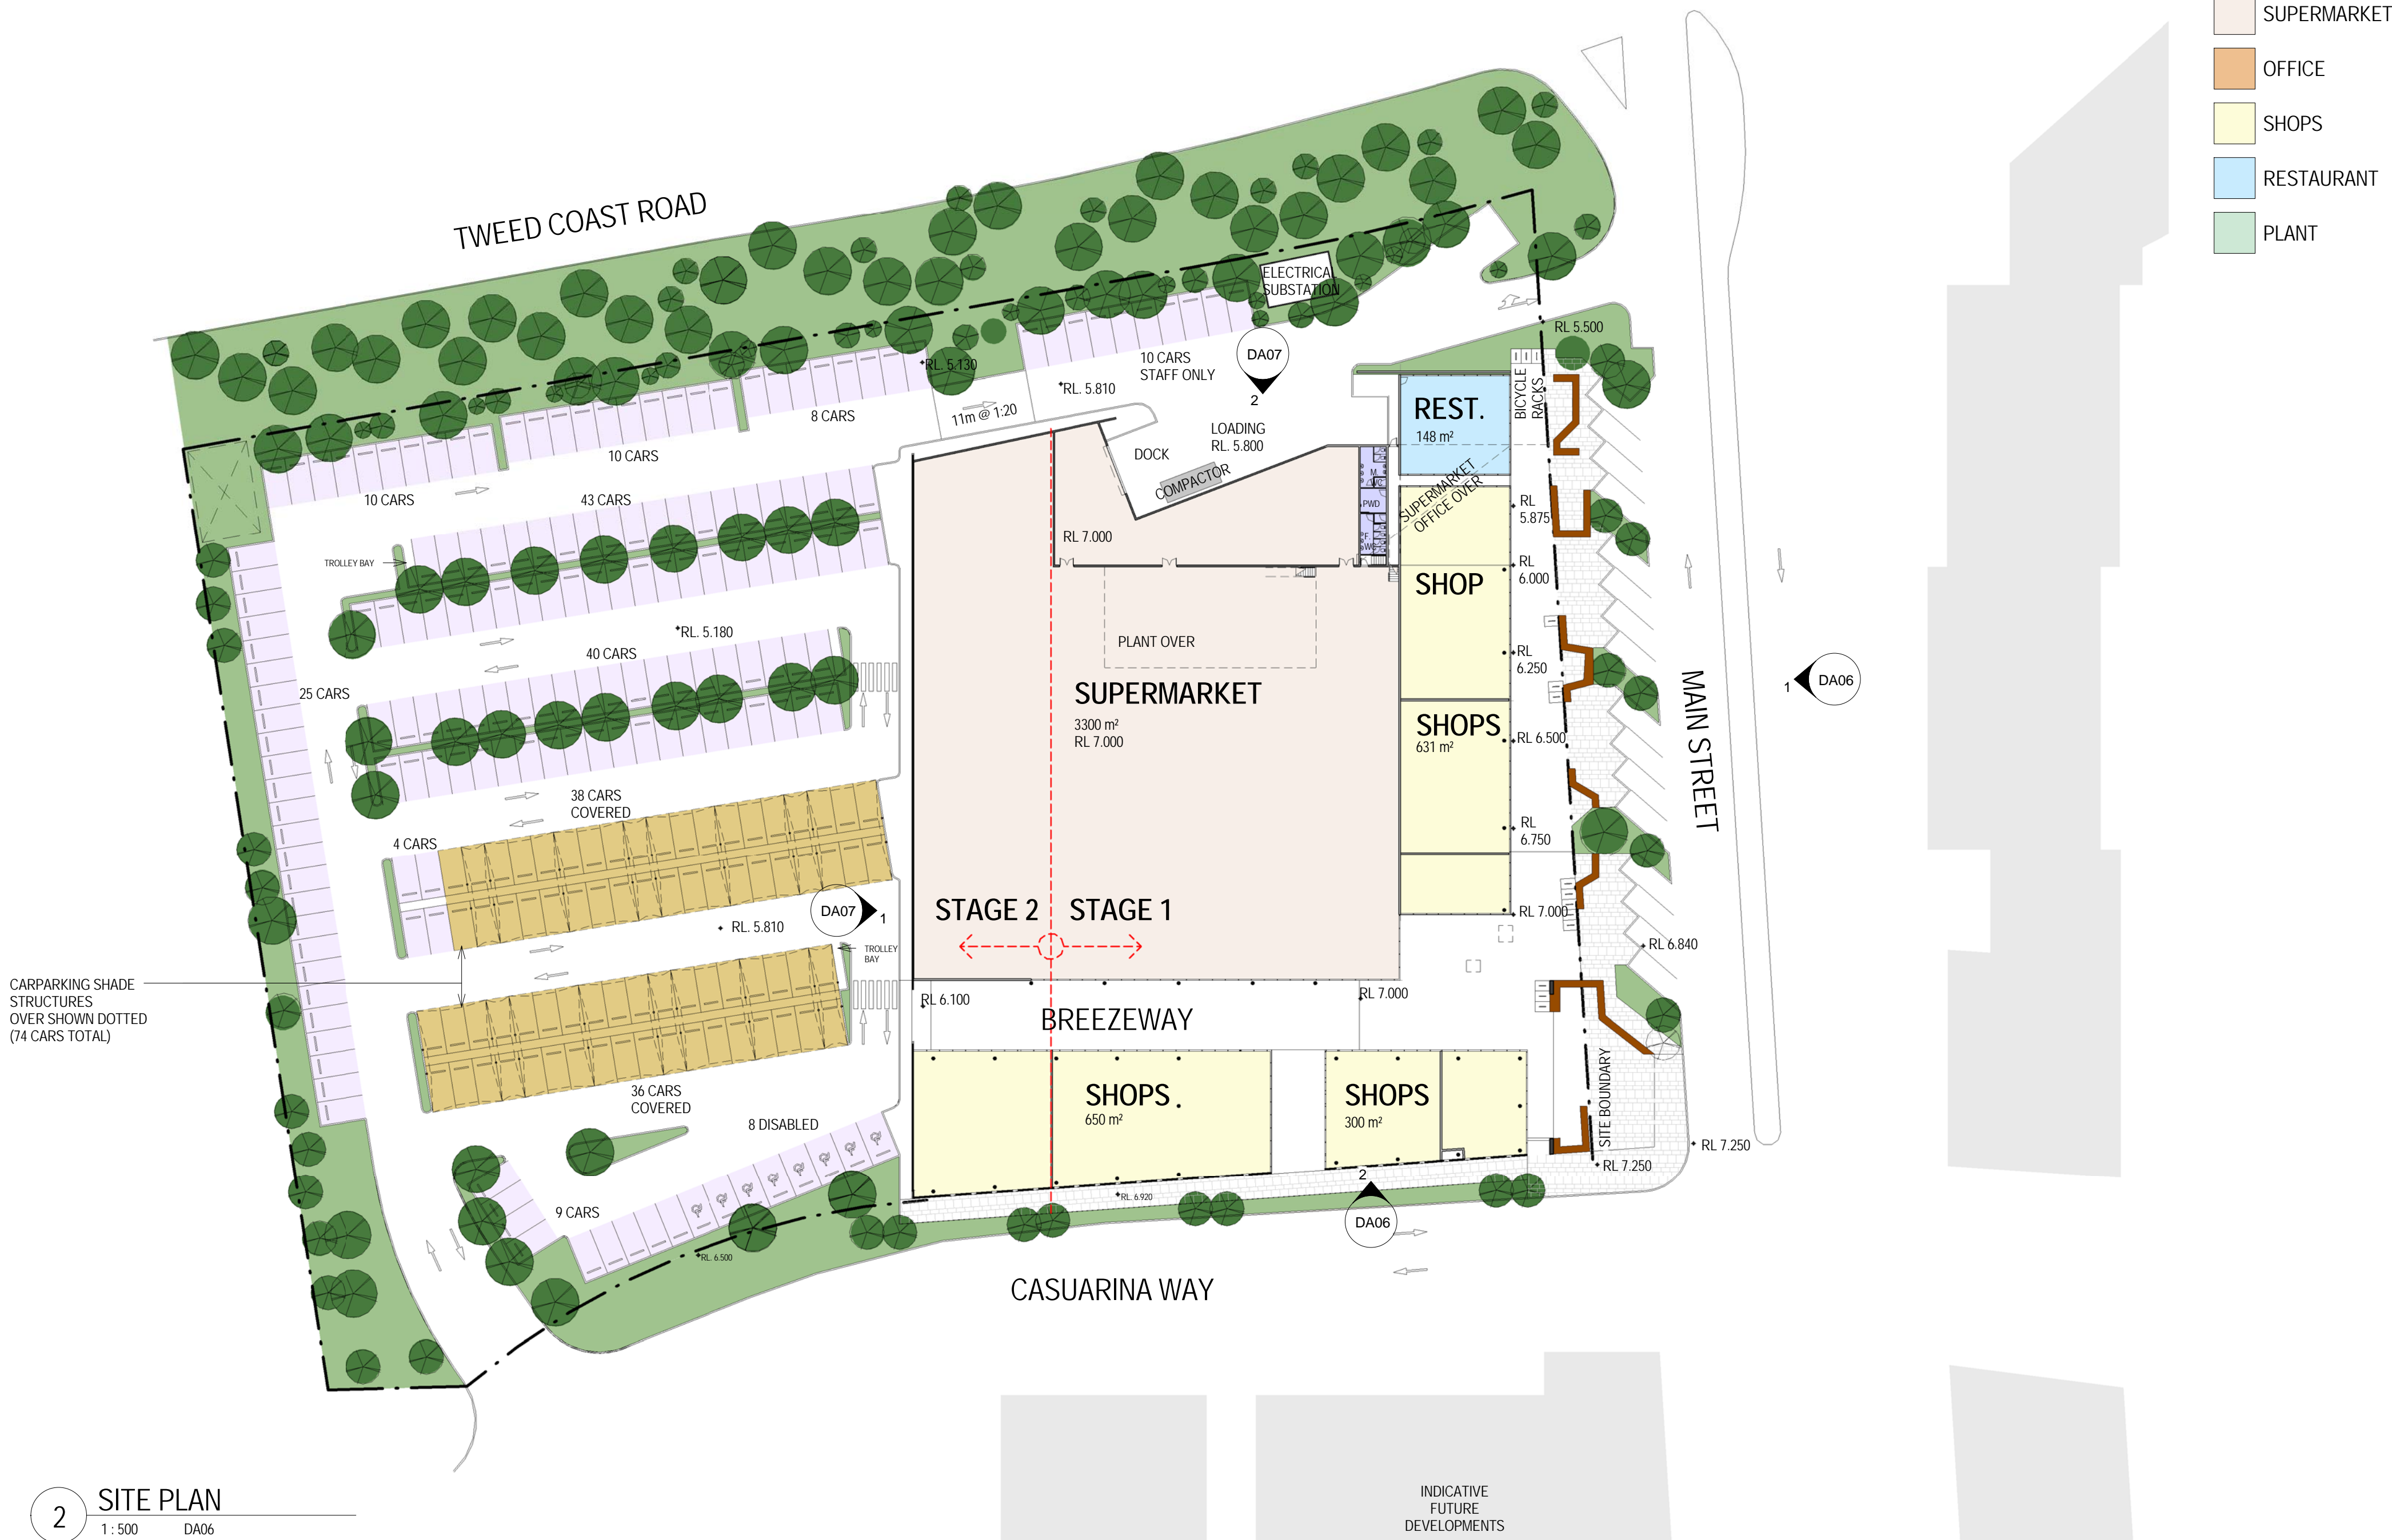 SUPERMARKET
OFFICE
SHOPS
RESTAURANT
PLANT
TWEED COAST ROAD
ELECTRICAL
SUBSTATION
RL 5.500
RL. 5.130
RL. 5.810
10 CARS
STAFF ONLY
DA07
2
8 CARS
11m @ 1:20
10 CARS
10 CARS
43 CARS
LOADING
RL. 5.800
DOCK
COMPACTOR
REST.
148 m²
BICYCLE
RACKS
M.
WC
PWD
F.
WC
SUPERMARKET
OFFICE OVER
RL
5.875
RL 7.000
TROLLEY BAY
RL
6.000
SHOP
RL. 5.180
PLANT OVER
40 CARS
25 CARS
RL
6.250
SUPERMARKET
3300 m²
RL 7.000
SHOPS
631 m²
RL 6.500
MAIN STREET
1
DA06
38 CARS
COVERED
4 CARS
RL
6.750
DA07
1
STAGE 2
STAGE 1
RL 7.000
RL. 5.810
TROLLEY
BAY
RL 6.840
CARPARKING SHADE
STRUCTURES
OVER SHOWN DOTTED
(74 CARS TOTAL)
RL 6.100
RL 7.000
BREEZEWAY
36 CARS
COVERED
SHOPS
650 m²
SHOPS
300 m²
SITE BOUNDARY
8 DISABLED
RL 7.250
RL 7.250
9 CARS
RL. 6.920
2
DA06
RL. 6.500
CASUARINA WAY
INDICATIVE
FUTURE
DEVELOPMENTS
2
SITE PLAN
1 : 500
DA06